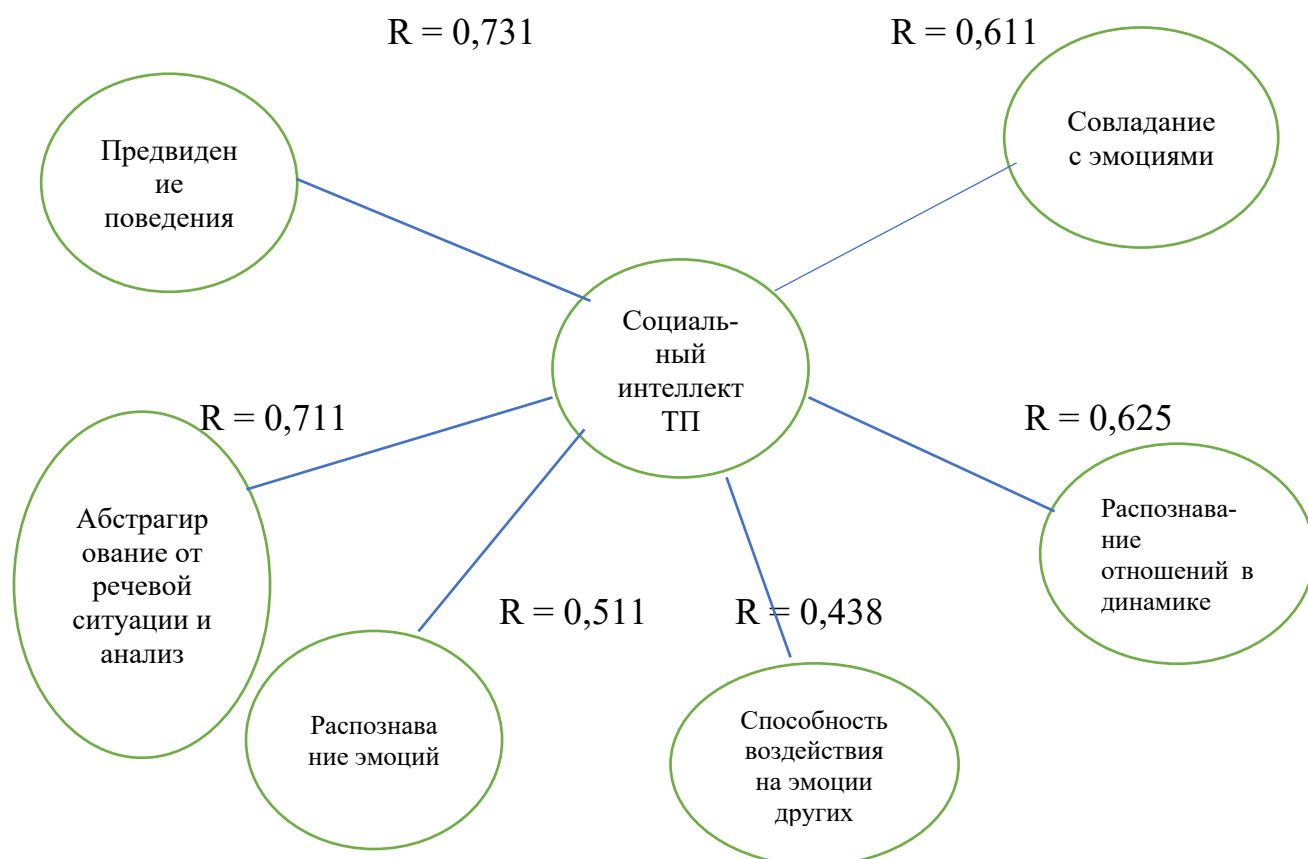 R = 0,731
R = 0,611
Предвиден
ие
поведения
Совладание
с эмоциями
Социаль-
ный
интеллект
ТП
R = 0,711
R = 0,625
Абстрагир
ование от
речевой
ситуации и
анализ
Распознава-
ние
отношений в
динамике
R = 0,511
R = 0,438
Распознава
ние эмоций
Способность
воздействия
на эмоции
других